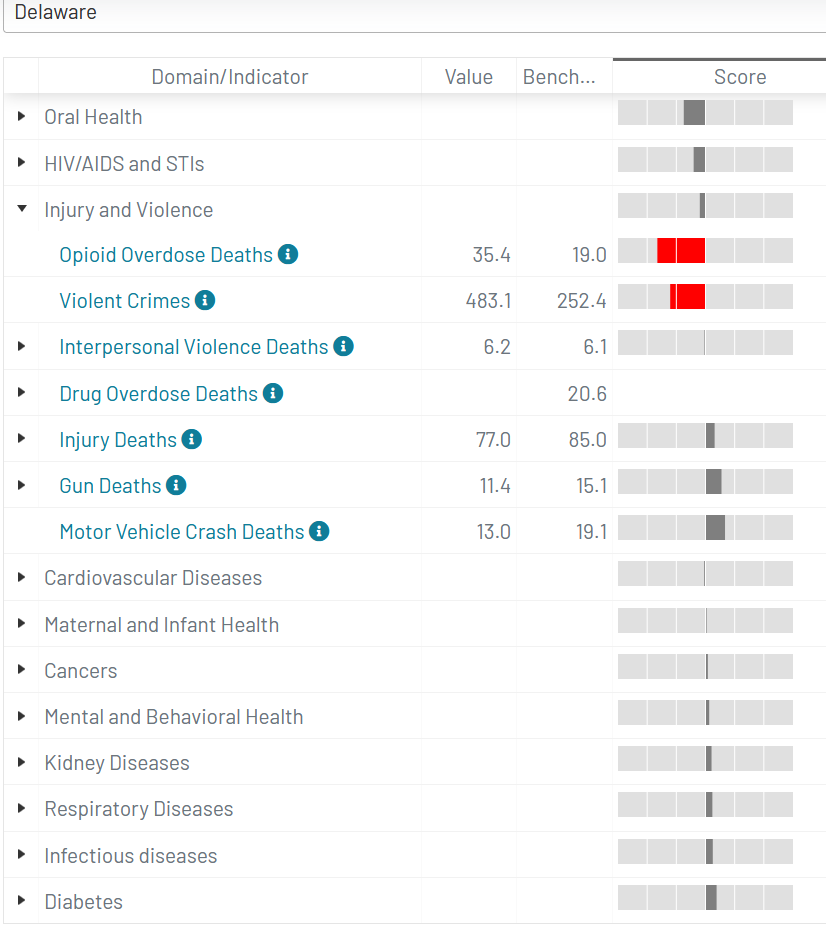 Delaware
Domain/Indicator Value Bench... Score
Oral Health
HIV/AIDS and STIs
Injury and Violence
Opioid Overdose Deaths 35.4 19.0
Violent Crimes 483.1 252.4
Interpersonal Violence Deaths 6.2 6.1
Drug Overdose Deaths 20.6
Injury Deaths 77.0 85.0
Gun Deaths 11.4 15.1
Motor Vehicle Crash Deaths 13.0 19.1
Cardiovascular Diseases
Maternal and Infant Health
Cancers
Mental and Behavioral Health
Kidney Diseases
Respiratory Diseases
Infectious diseases
Diabetes